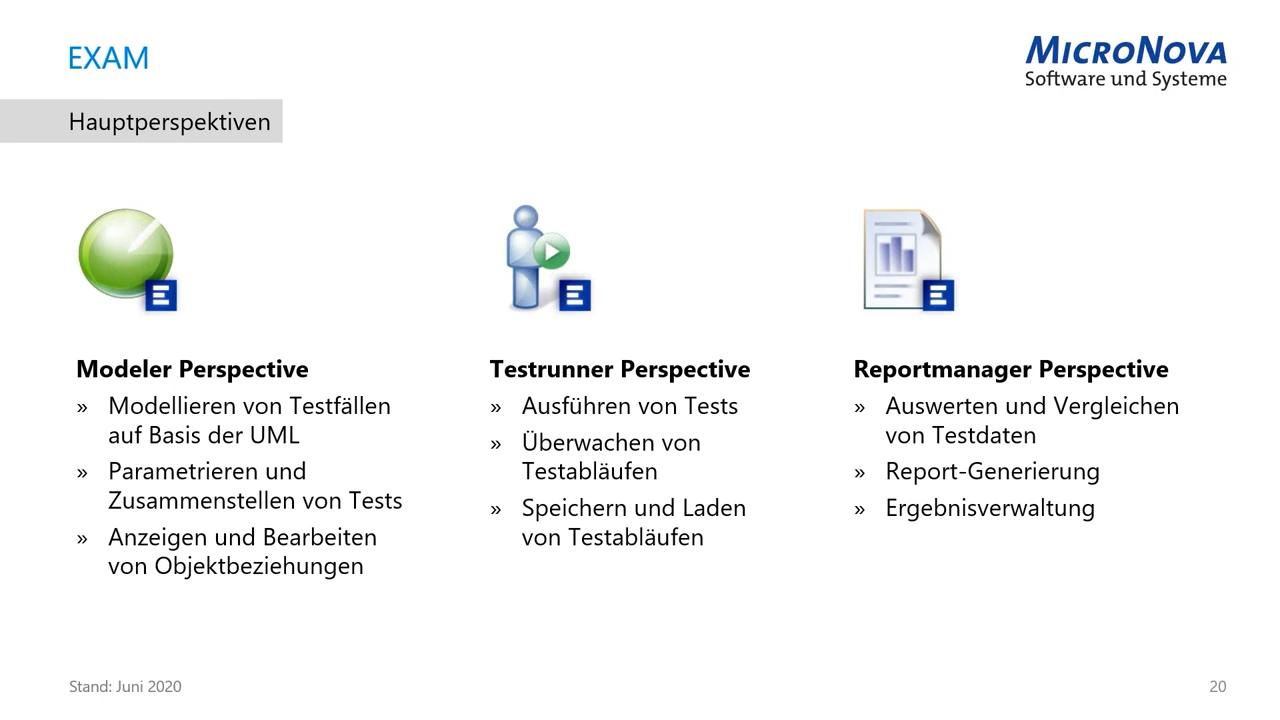 EXAM
MICRONOVA
Software und Systeme
Hauptperspektiven
Modeler Perspective
» Modellieren von Testfällen
auf Basis der UML
» Parametrieren und
Zusammenstellen von Tests
» Anzeigen und Bearbeiten
von Objektbeziehungen
Testrunner Perspective
» Ausführen von Tests
» Überwachen von
Testabläufen
» Speichern und Laden
von Testabläufen
Reportmanager Perspective
» Auswerten und Vergleichen
von Testdaten
» Report-Generierung
» Ergebnisverwaltung
Stand: Juni 2020
20